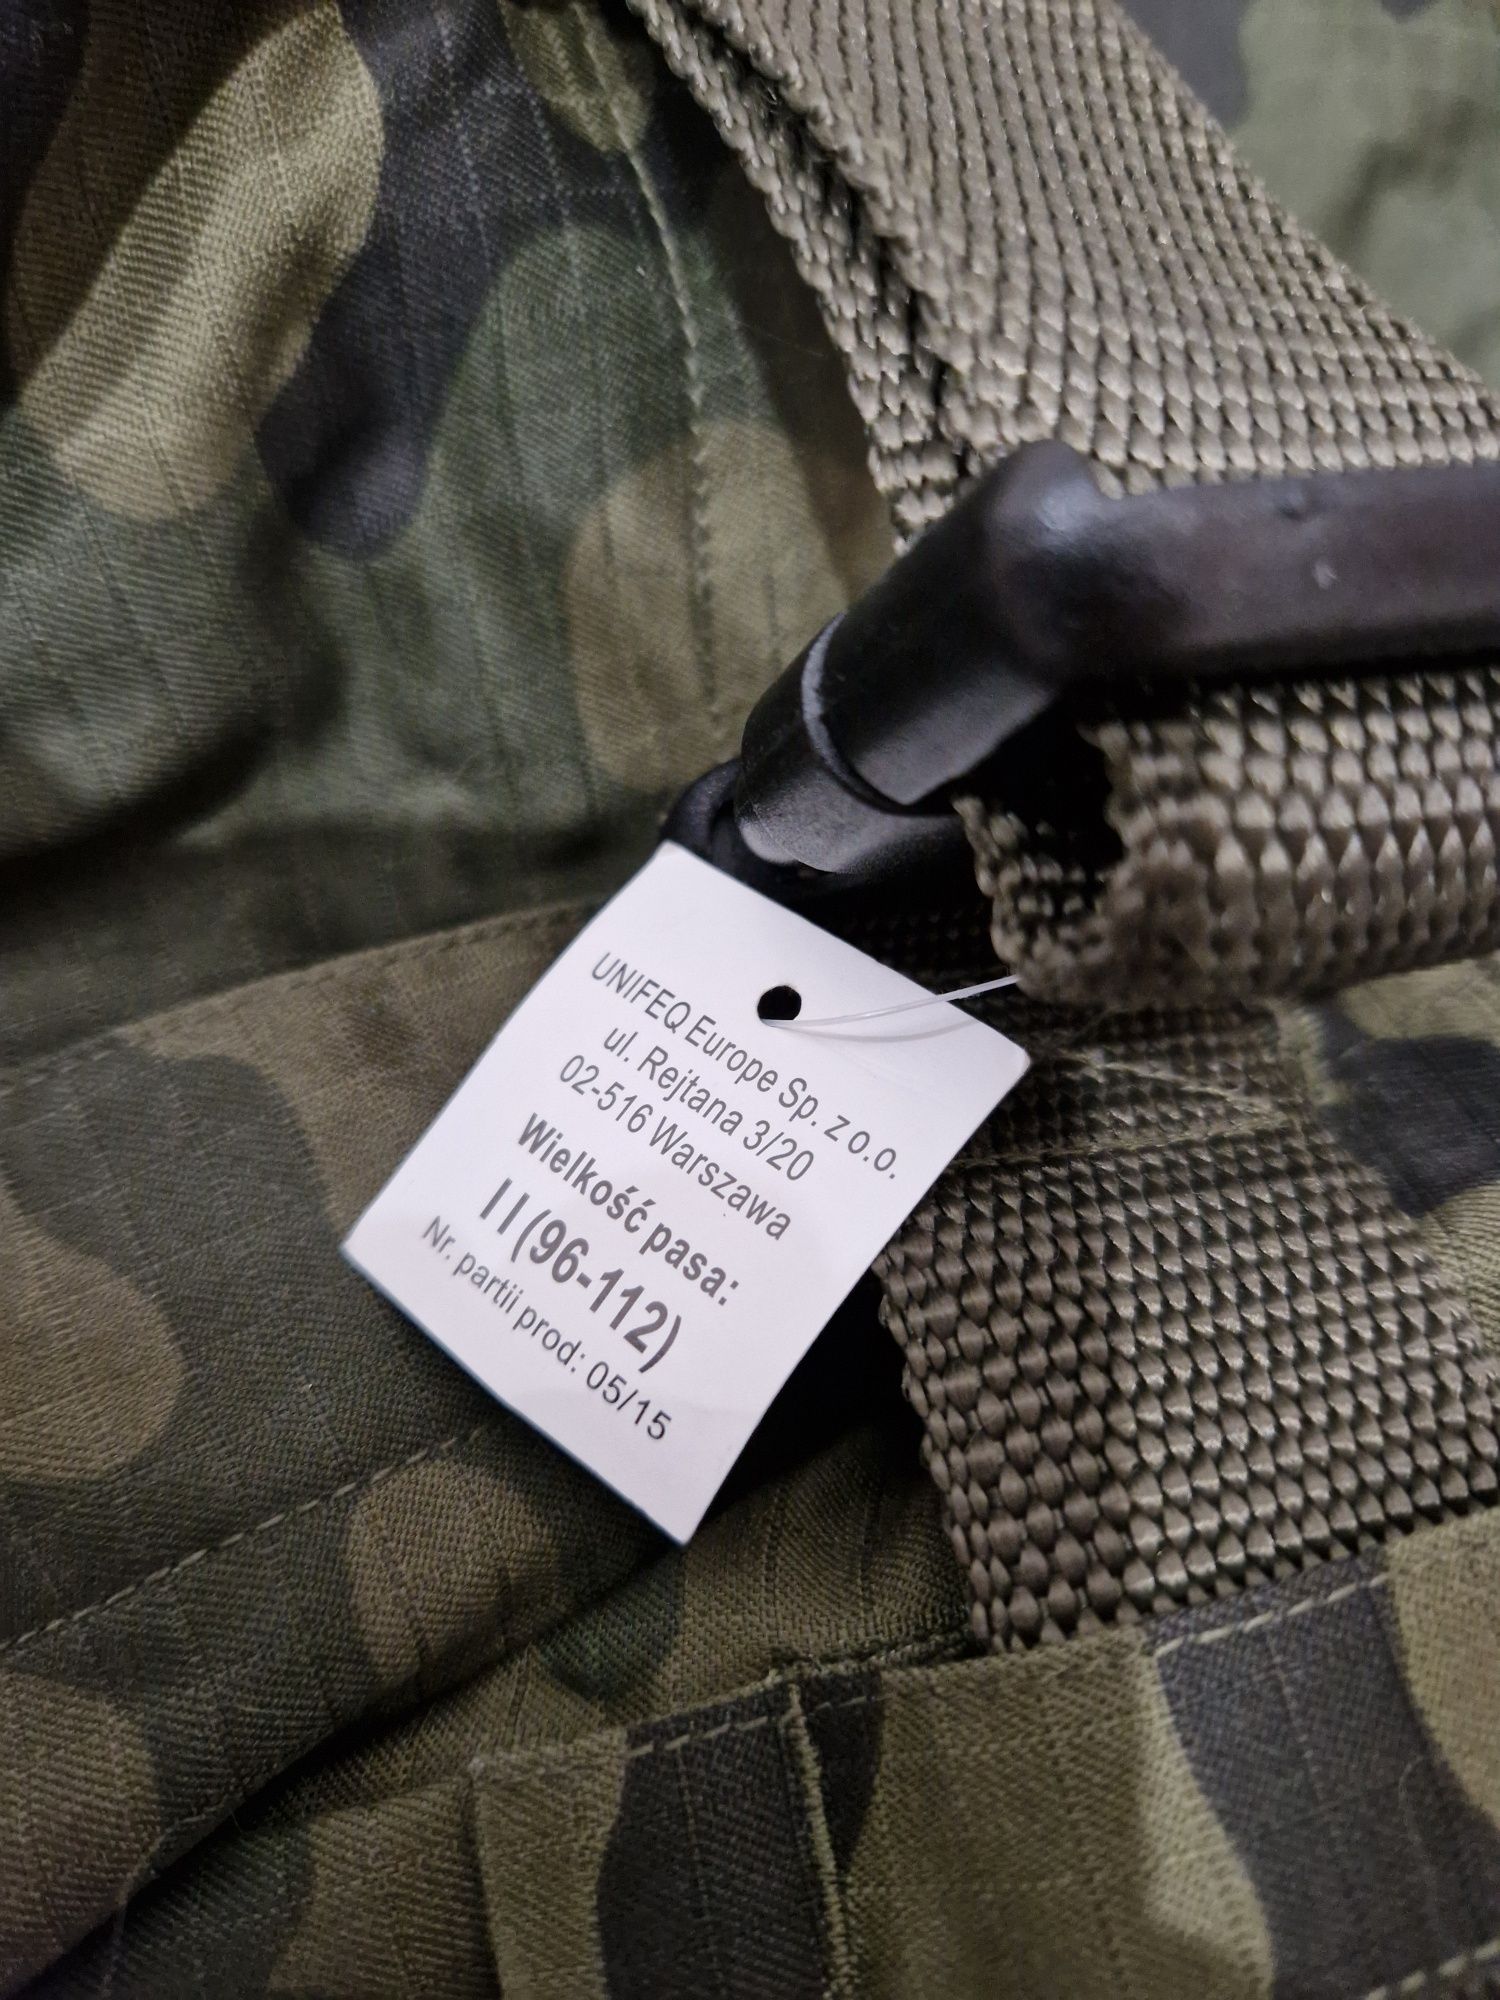 UNIFEQ Europe Sp. z o.o.
ul. Rejtana 3/20
02-516 Warszawa
Wielkość pasa:
I I (96-112)
Nr. partii prod: 05/15